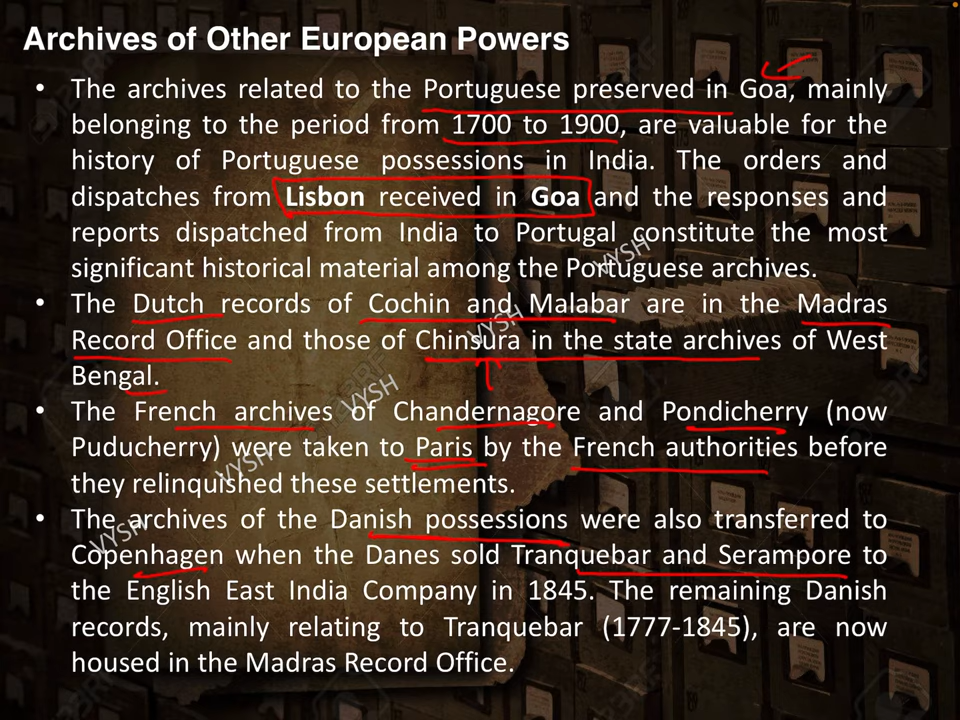 Archives of Other European Powers
• The archives related to the Portuguese preserved in Goa, mainly
belonging to the period from 1700 to 1900, are valuable for the
history of Portuguese possessions in India. The orders and
dispatches from Lisbon received in Goa and the responses and
reports dispatched from India to Portugal constitute the most
significant historical material among the Portuguese archives.
• The Dutch records of Cochin and Malabar are in the Madras
Record Office and those of Chinsura in the state archives of West
Bengal.
• The French archives of Chandernagore and Pondicherry (now
Puducherry) were taken to Paris by the French authorities before
they relinquished these settlements.
• The archives of the Danish possessions were also transferred to
Copenhagen when the Danes sold Tranquebar and Serampore to
the English East India Company in 1845. The remaining Danish
records, mainly relating to Tranquebar (1777-1845), are now
housed in the Madras Record Office.
VYSH
VYSH
VYSH
VYSH
VYSH